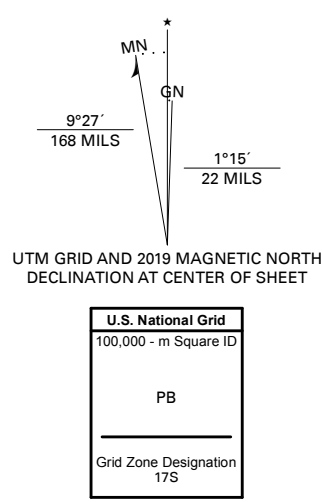 ★
MN
GN
9°27´
168 MILS
1°15´
22 MILS
UTM GRID AND 2019 MAGNETIC NORTH
DECLINATION AT CENTER OF SHEET
U.S. National Grid
100,000 - m Square ID
PB
Grid Zone Designation
17S